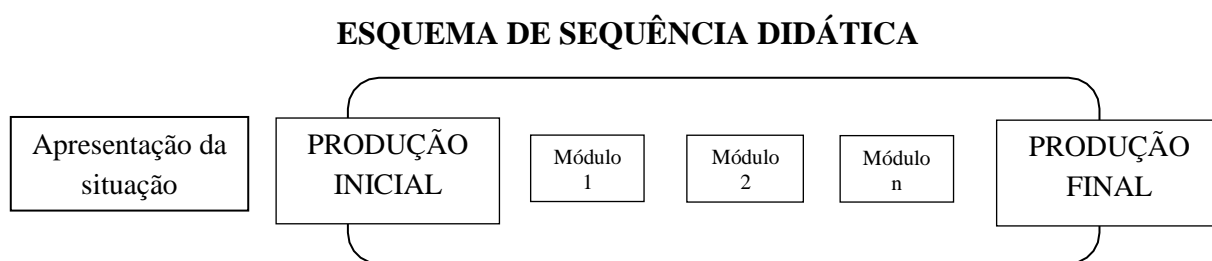 ESQUEMA DE SEQUÊNCIA DIDÁTICA
Apresentação da
situação
PRODUÇÃO
INICIAL
Módulo
1
Módulo
2
Módulo
n
PRODUÇÃO
FINAL